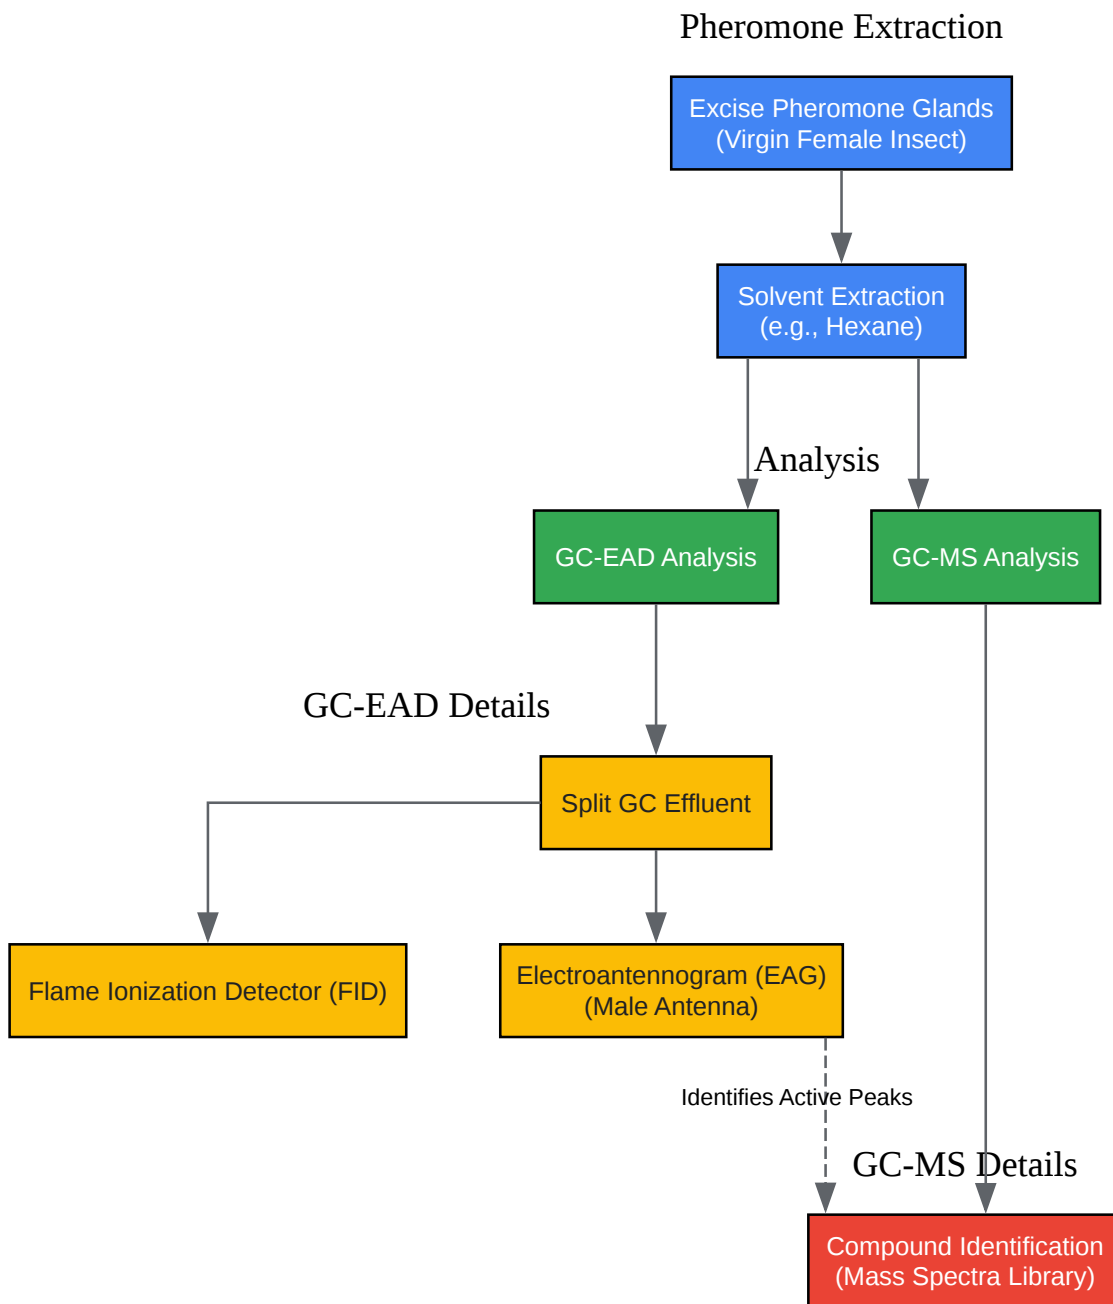 Pheromone Extraction
Excise Pheromone Glands
(Virgin Female Insect)
Solvent Extraction
(e.g., Hexane)
Analysis
GC-EAD Analysis
GC-MS Analysis
GC-EAD Details
Split GC Effluent
Flame Ionization Detector (FID)
Electroantennogram (EAG)
(Male Antenna)
Identifies Active Peaks
GC-MS Details
Compound Identification
(Mass Spectra Library)